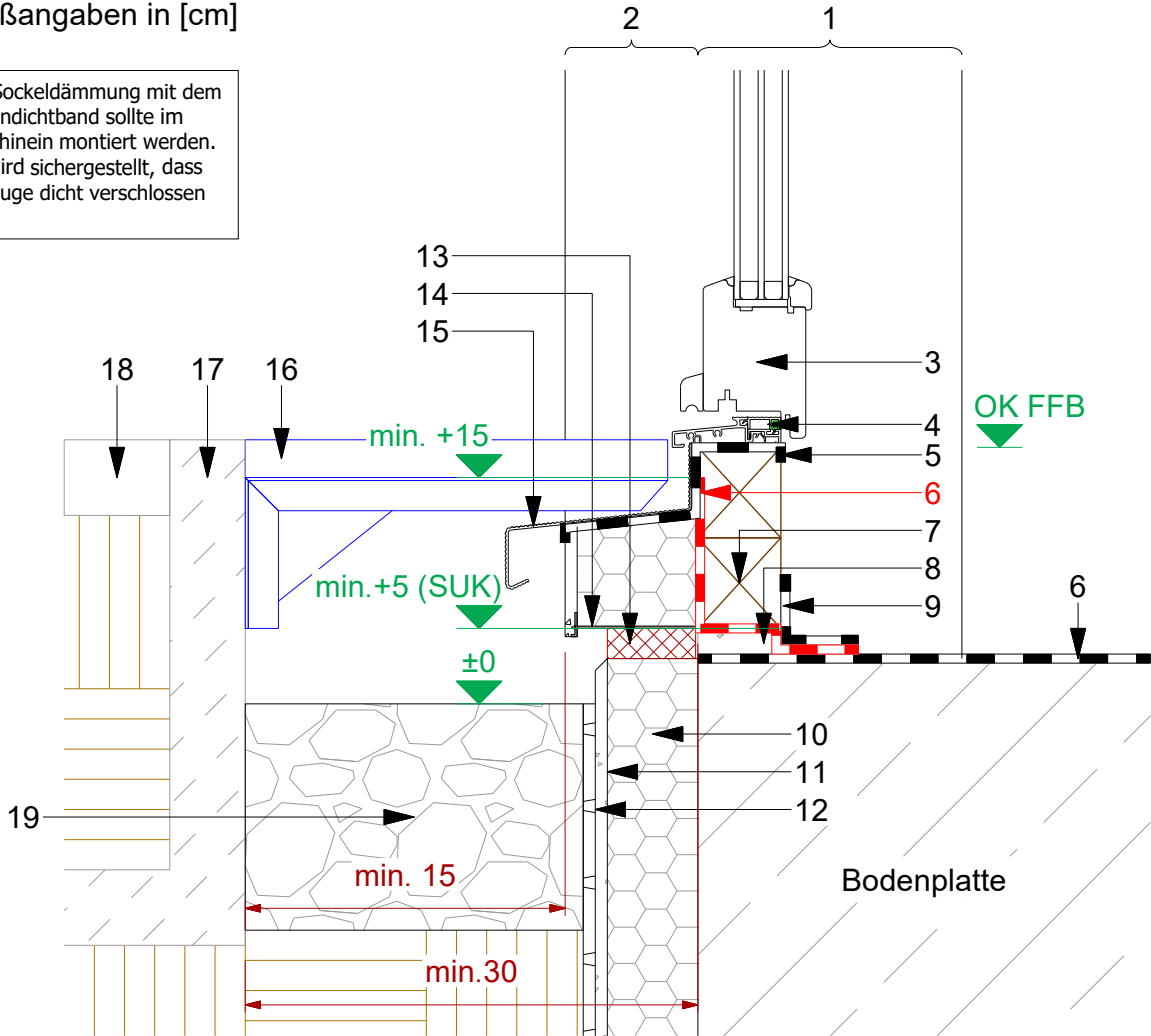 ßangaben in [cm]
2
1
Sockeldämmung mit dem
ndichtband sollte im
hinein montiert werden.
ird sichergestellt, dass
uge dicht verschlossen
13
14
15
18
17
16
3
OK FFB
4
min. +15
5
6
7
8
min.+5 (SUK)
9
6
±0
10
11
19
12
min. 15
Bodenplatte
min.30